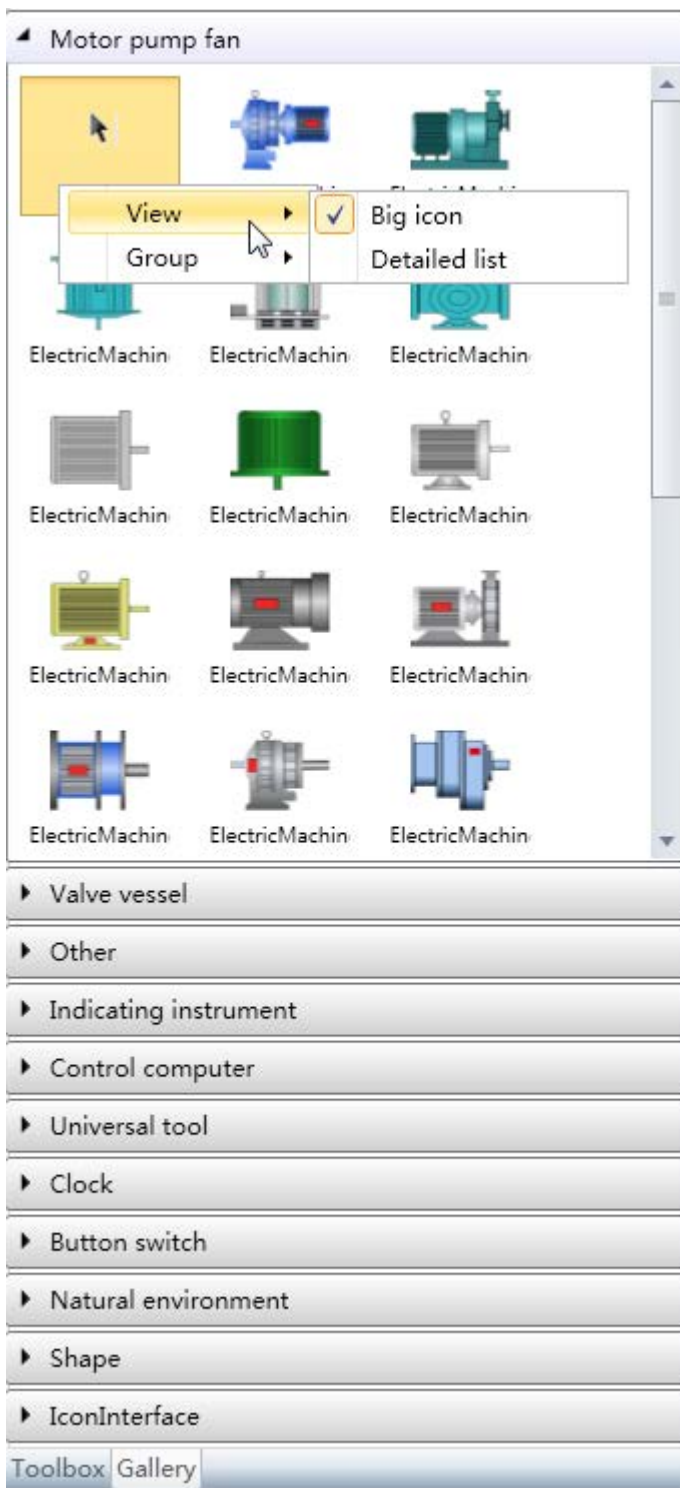 Motor pump fan
View
Big icon
Group
Detailed list
ElectricMachin ElectricMachin ElectricMachin
ElectricMachin ElectricMachin ElectricMachin
ElectricMachin ElectricMachin ElectricMachin
ElectricMachin ElectricMachin ElectricMachin
Valve vessel
Other
Indicating instrument
Control computer
Universal tool
Clock
Button switch
Natural environment
Shape
IconInterface
Toolbox Gallery